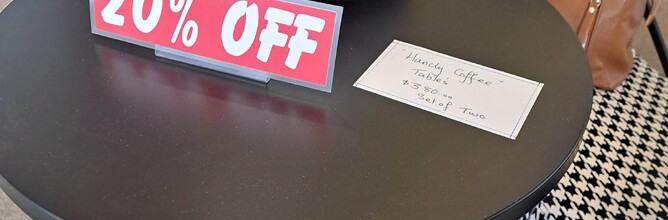 20% OFF
"Handy Coffee"
Tables
$380.00
Set of Two